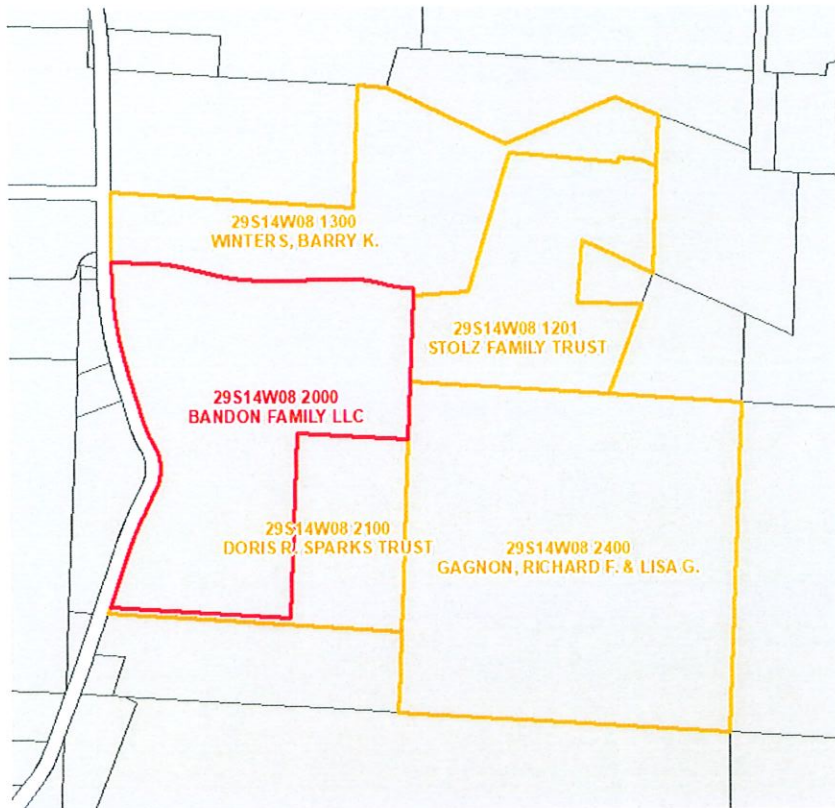 29S14W08 1300
WINTERS, BARRY K.
29S14W08 1201
STOLZ FAMILY TRUST
29S14W08 2000
BANDON FAMILY LLC
29S14W08 2100
DORIS R. SPARKS TRUST
29S14W08 2400
GAGNON, RICHARD F. & LISA G.